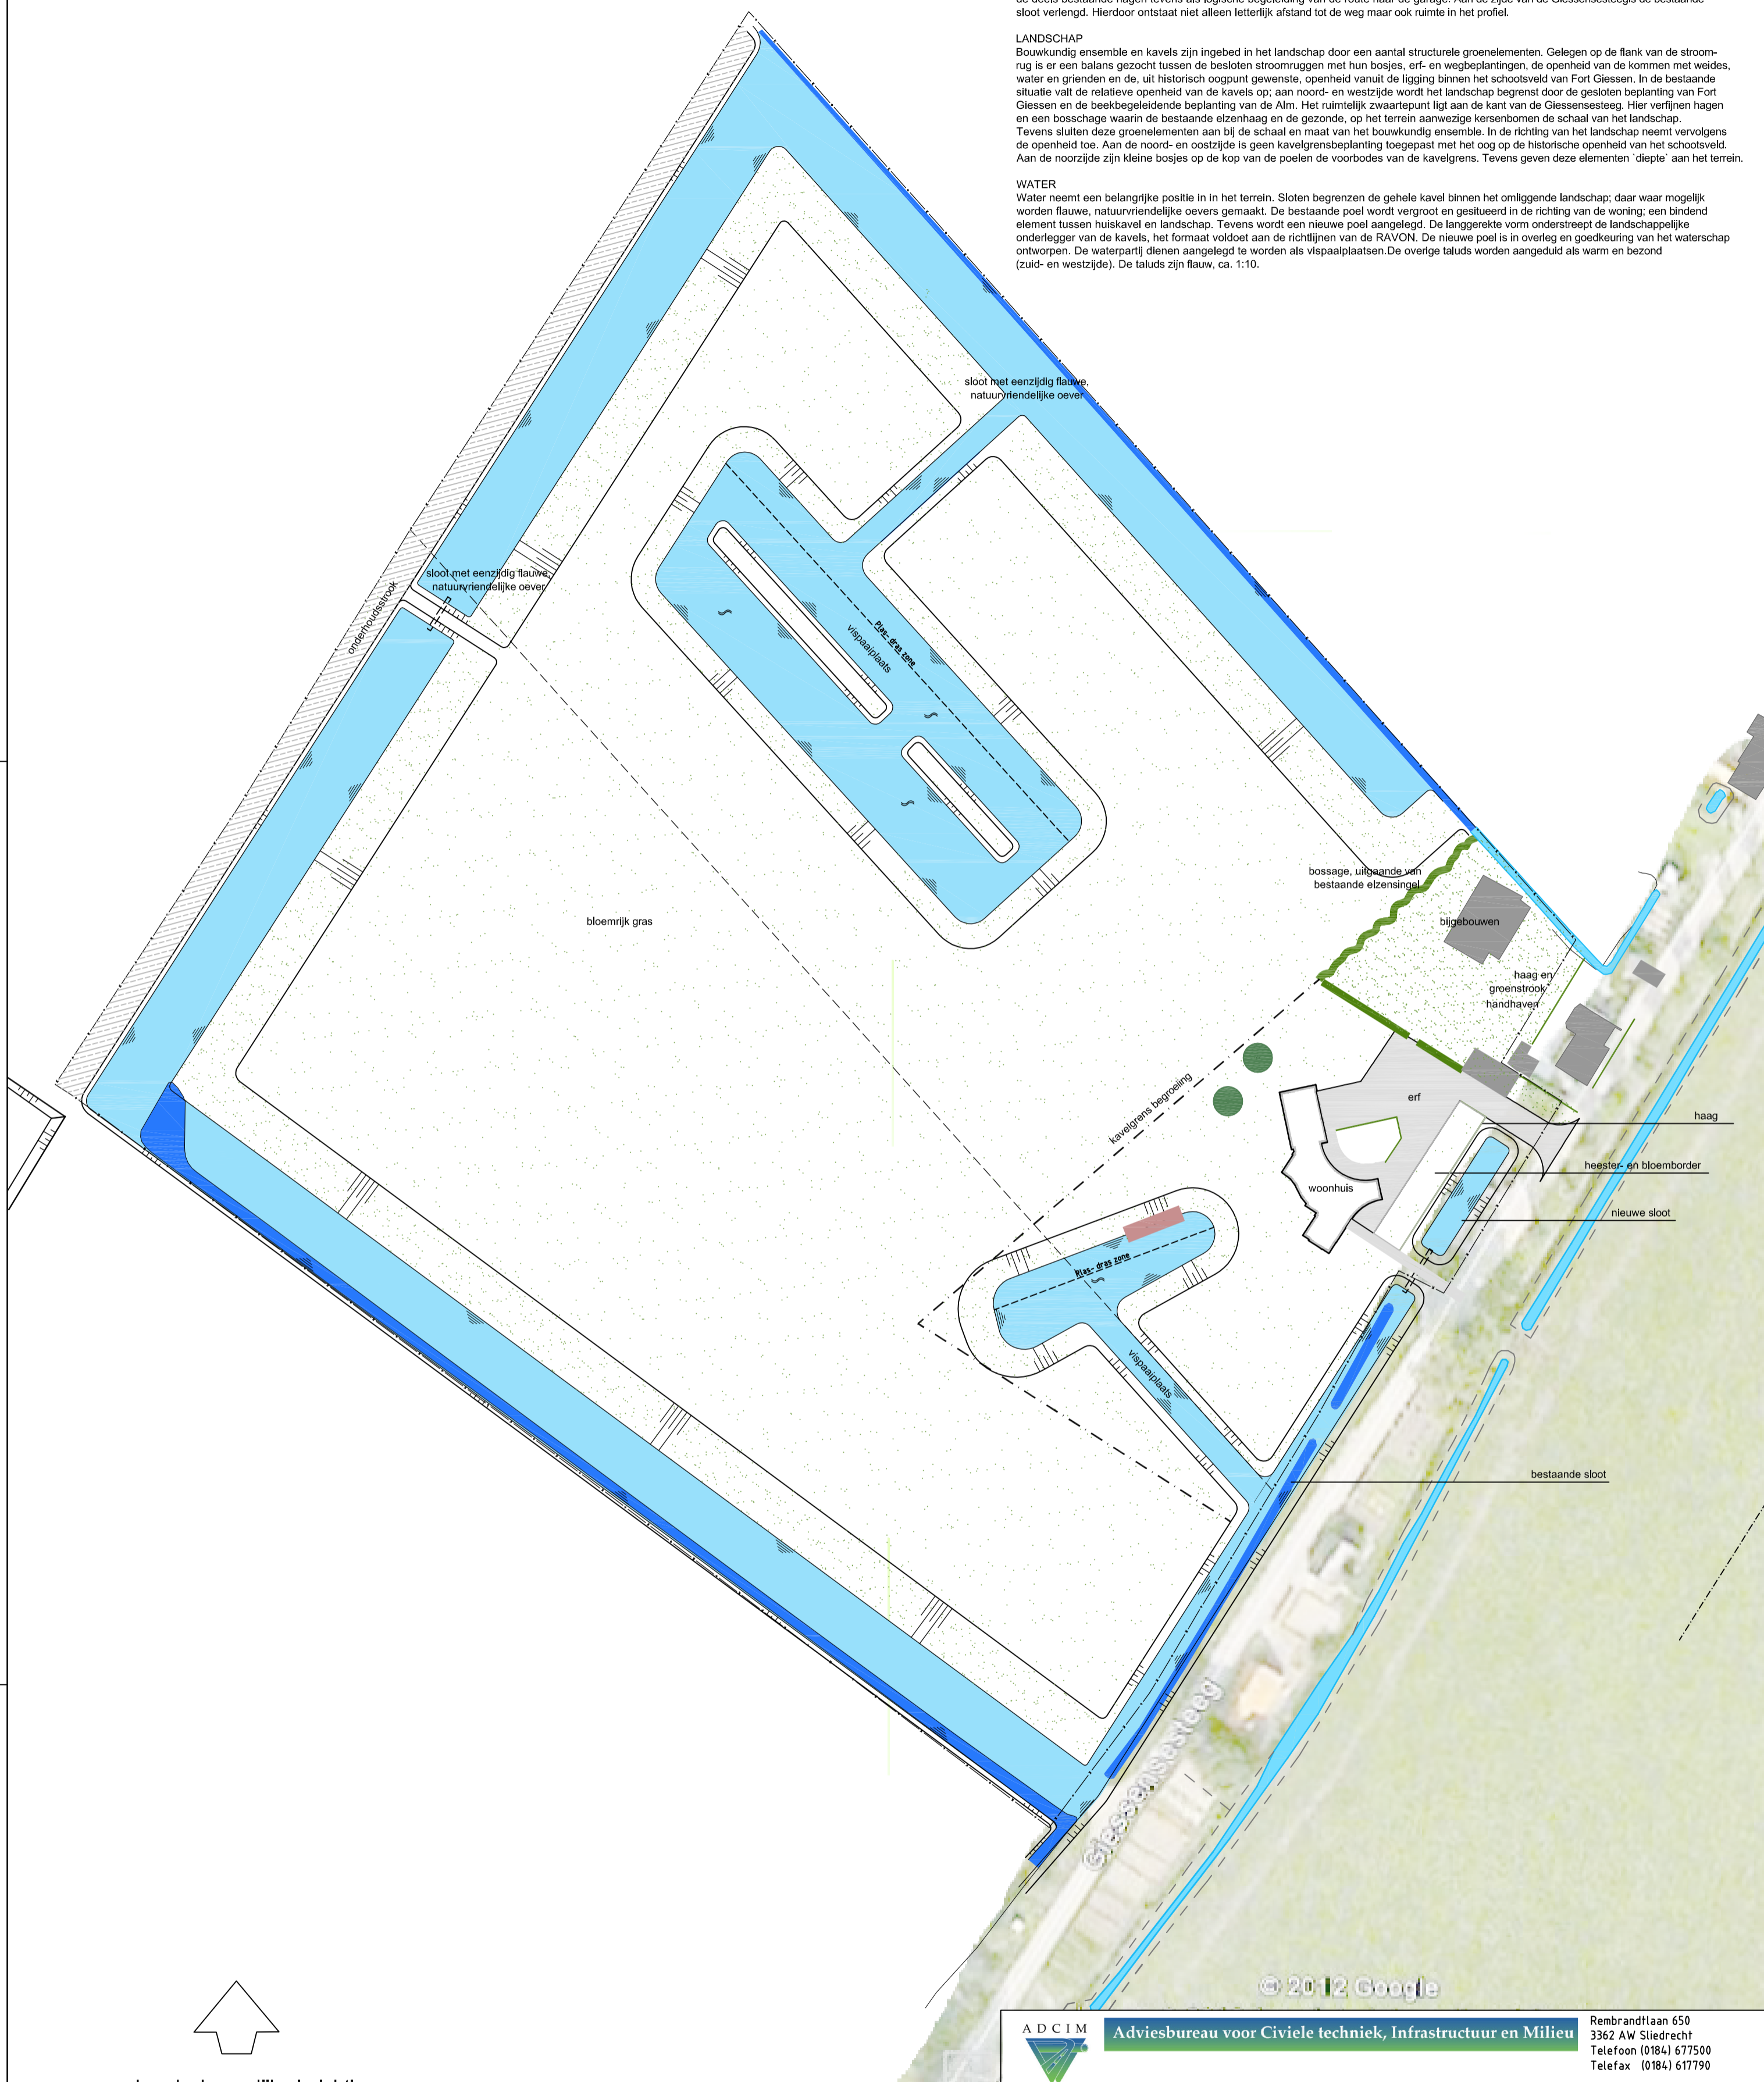 sloot verlengd. Hierdoor ontstaat niet alleen letterlijk afstand tot de weg maar ook ruimte in het profiel.
LANDSCHAP
Bouwkundig ensemble en kavels zijn ingebed in het landschap door een aantal structurele groenelementen. Gelegen op de flank van de stroom-
rug is er een balans gezocht tussen de besloten stroomruggen met hun bosjes, erf- en wegbeplantingen, de openheid van de kommen met weides,
water en grienden en de, uit historisch oogpunt gewenste, openheid vanuit de ligging binnen het schootsveld van Fort Giessen. In de bestaande
situatie valt de relatieve openheid van de kavels op; aan noord- en westzijde wordt het landschap begrenst door de gesloten beplanting van Fort
Giessen en de beekbegeleidende beplanting van de Alm. Het ruimtelijk zwaartepunt ligt aan de kant van de Giessensesteeg. Hier verfijnen hagen
en een bosschage waarin de bestaande elzenhaag en de gezonde, op het terrein aanwezige kersenbomen de schaal van het landschap.
Tevens sluiten deze groenelementen aan bij de schaal en maat van het bouwkundig ensemble. In de richting van het landschap neemt vervolgens
de openheid toe. Aan de noord- en oostzijde is geen kavelgrensbeplanting toegepast met het oog op de historische openheid van het schootsveld.
Aan de noorzijde zijn kleine bosjes op de kop van de poelen de voorbodes van de kavelgrens. Tevens geven deze elementen `diepte` aan het terrein.
WATER
Water neemt een belangrijke positie in in het terrein. Sloten begrenzen de gehele kavel binnen het omliggende landschap; daar waar mogelijk
worden flauwe, natuurvriendelijke oevers gemaakt. De bestaande poel wordt vergroot en gesitueerd in de richting van de woning; een bindend
element tussen huiskavel en landschap. Tevens wordt een nieuwe poel aangelegd. De langgerekte vorm onderstreept de landschappelijke
onderlegger van de kavels, het formaat voldoet aan de richtlijnen van de RAVON. De nieuwe poel is in overleg en goedkeuring van het waterschap
ontworpen. De waterpartij dienen aangelegd te worden als vispaaiplaatsen.De overige taluds worden aangeduid als warm en bezond
(zuid- en westzijde). De taluds zijn flauw, ca. 1:10.
sloot met eenzijdig flauwe,
natuurvriendelijke oever
sloot met eenzijdig flauwe,
natuurvriendelijke oever
onderhoudsstrook
Plas- dras zone
vispaaiplaats
bossage, uitgaande van
bestaande elzensingel
bloemrijk gras
bijgebouwen
haag en
groenstrook
handhaven
kavelgrens begroeiing
erf
haag
heester- en bloemborder
woonhuis
nieuwe sloot
Plas- dras zone
vispaaiplaats
bestaande sloot
Giessensesteeg
© 2012 Google
ADCIM
Adviesbureau voor Civiele techniek, Infrastructuur en Milieu
Rembrandtlaan 650
3362 AW Sliedrecht
Telefoon (0184) 677500
Telefax (0184) 617790